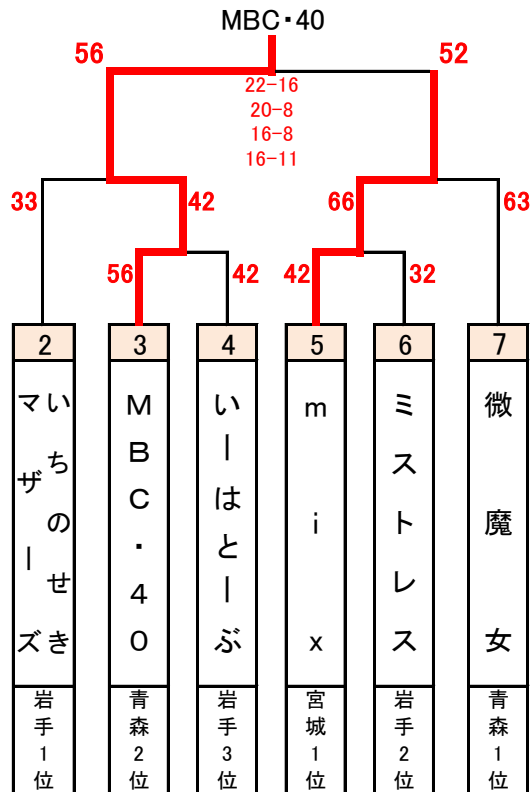 MBC・40
56
52
22-16
20-8
16-8
16-11
33
42
66
63
56
42
42
32
2
3
4
5
6
7
いちのせき
マザーズ
MBC・40
いーはとーぶ
mix
ミストレス
微魔女
岩手1位
青森2位
岩手3位
宮城1位
岩手2位
青森1位